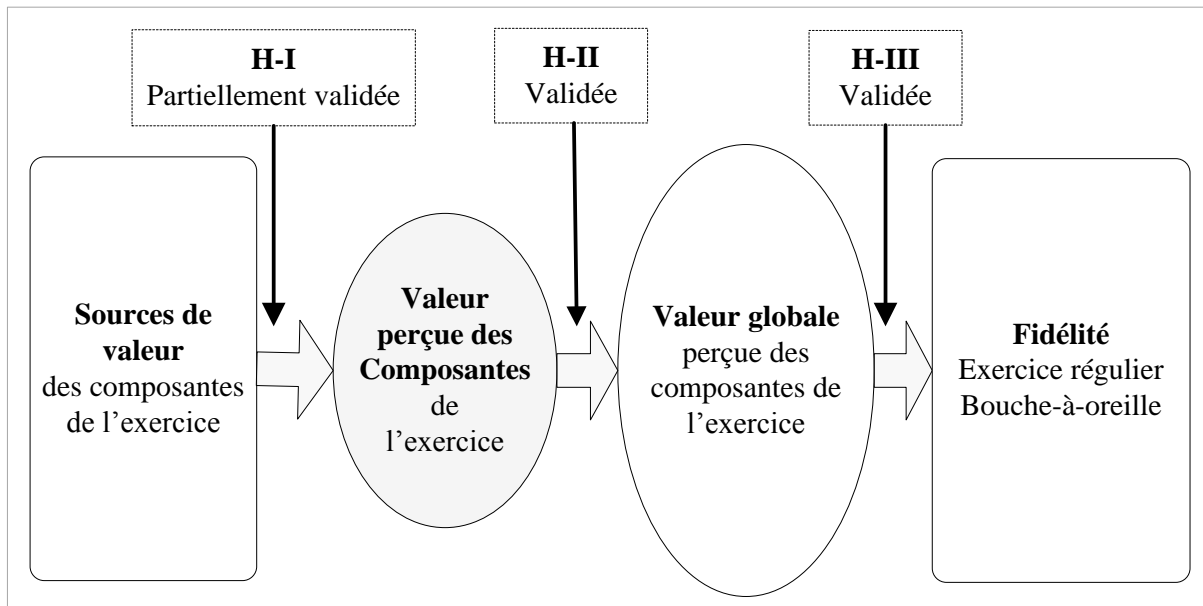 H-I
Partiellement validée
H-II
Validée
H-III
Validée
Sources de
valeur
des composantes
de l’exercice
Valeur
perçue des
Composantes
de
l’exercice
Valeur globale
perçue des
composantes de
l’exercice
Fidélité
Exercice régulier
Bouche-à-oreille